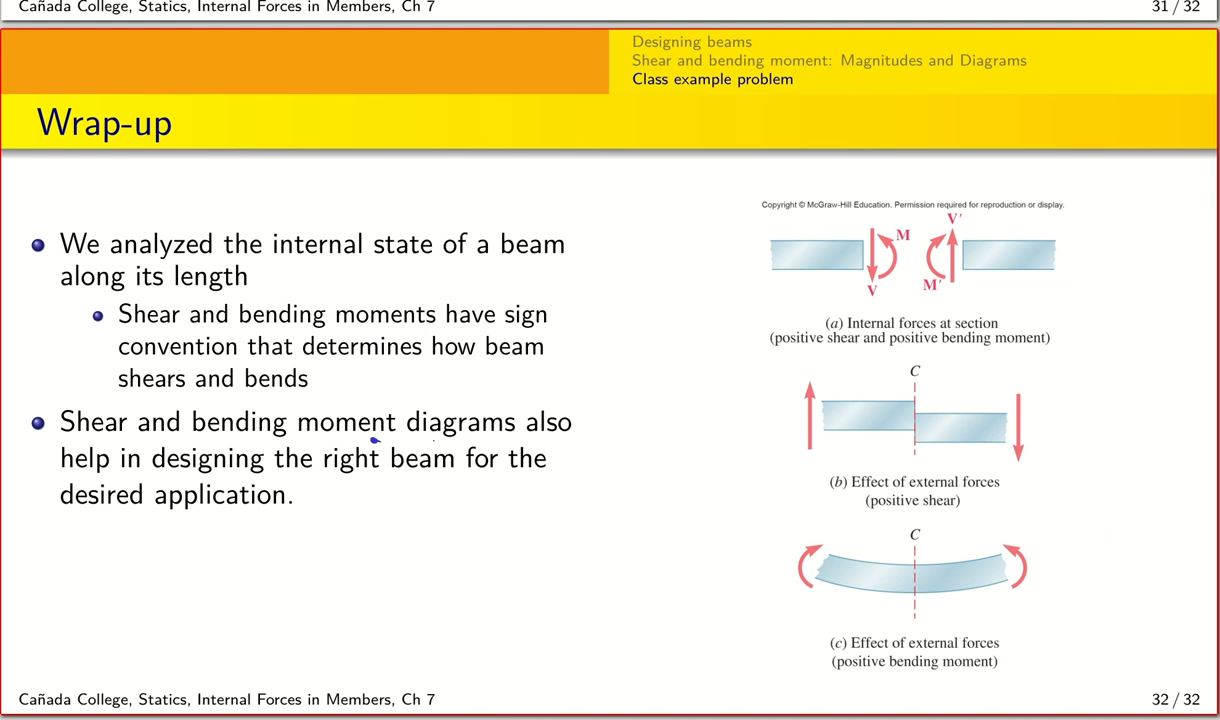 Cañada College, Statics, Internal Forces in Members, Ch 7
31 / 32
Designing beams
Shear and bending moment: Magnitudes and Diagrams
Class example problem
Wrap-up
We analyzed the internal state of a beam
along its length
Shear and bending moments have sign
convention that determines how beam
shears and bends
Shear and bending moment diagrams also
help in designing the right beam for the
desired application.
Copyright © McGraw-Hill Education. Permission required for reproduction or display.
V′
M
M′
V
(a) Internal forces at section
(positive shear and positive bending moment)
C
(b) Effect of external forces
(positive shear)
C
(c) Effect of external forces
(positive bending moment)
Cañada College, Statics, Internal Forces in Members, Ch 7
32 / 32